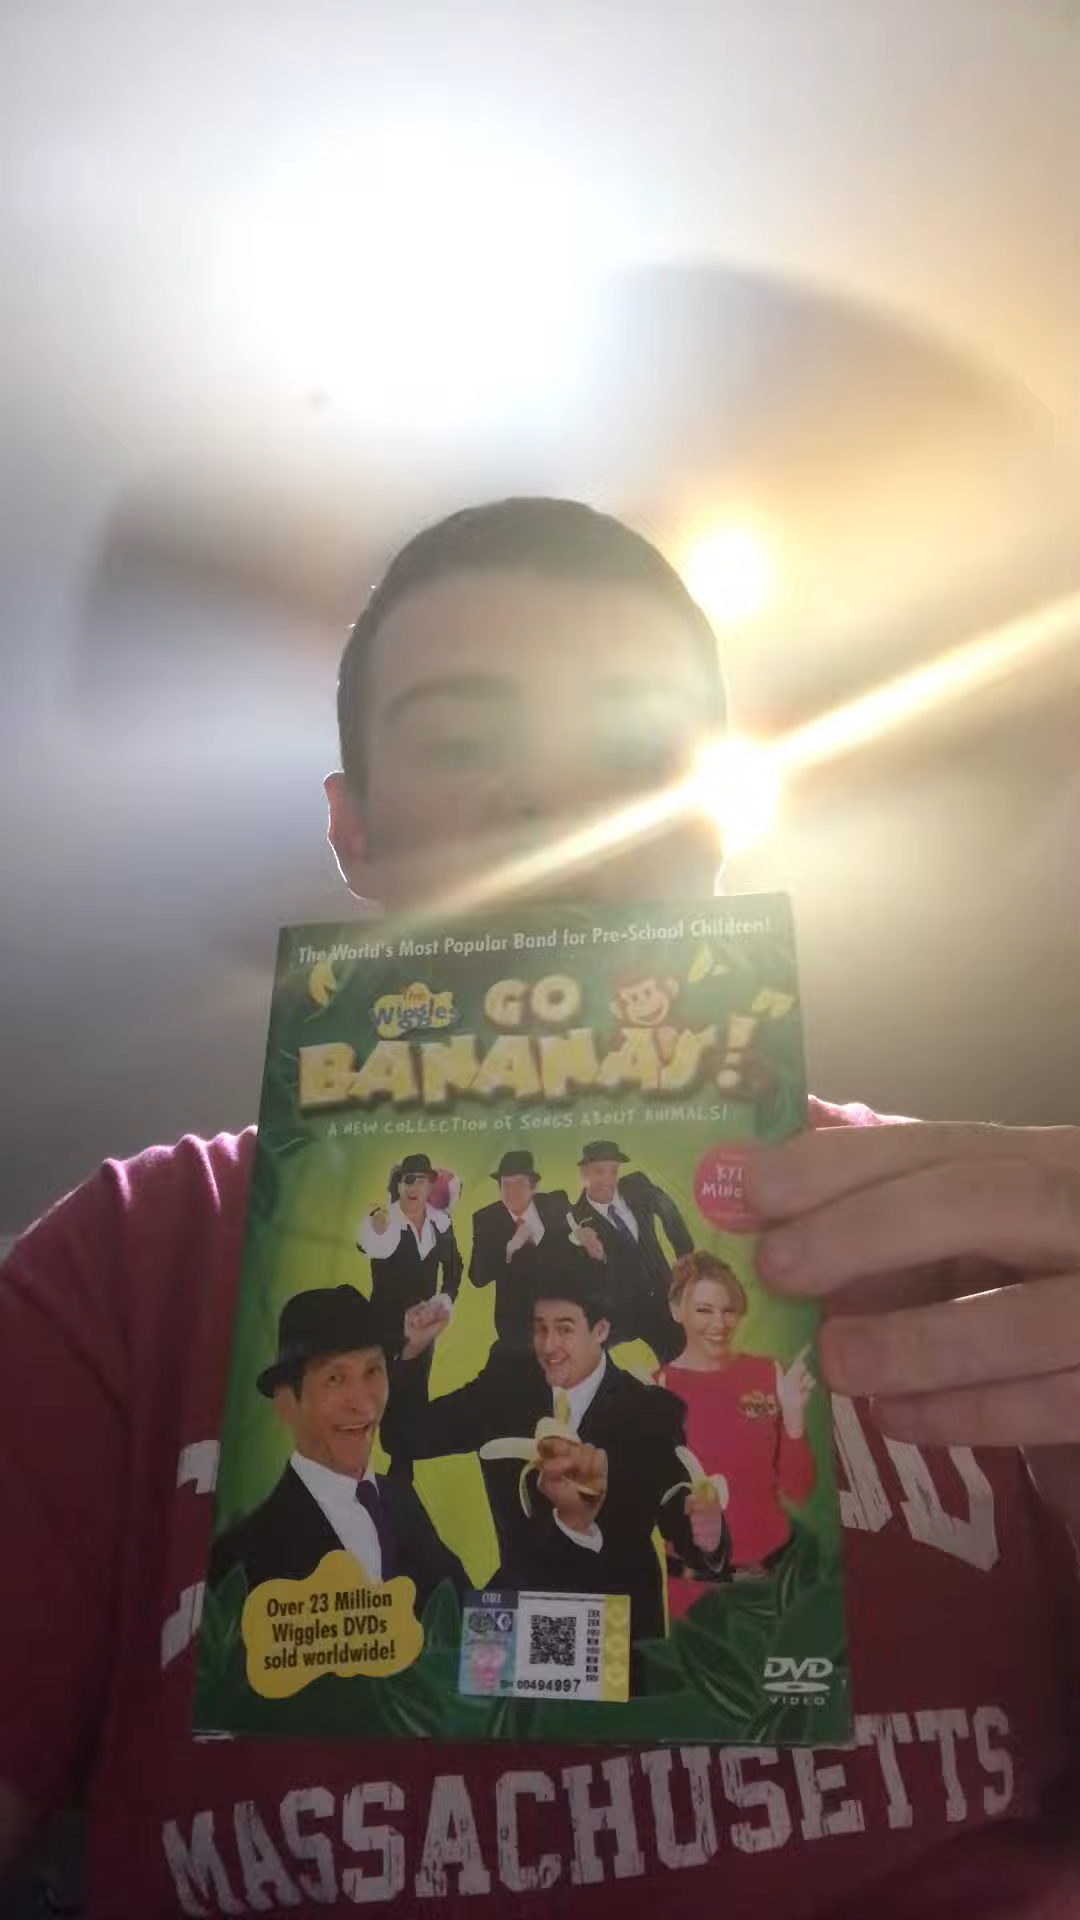 The World's Most Popular Band for Pre-School Children!
the
Wiggles
GO
BANANAS!
A NEW COLLECTION OF SONGS ABOUT ANIMALS!
Over 23 Million
Wiggles DVDs
sold worldwide!
00494997
DVD
VIDEO
MASSACHUSETTS